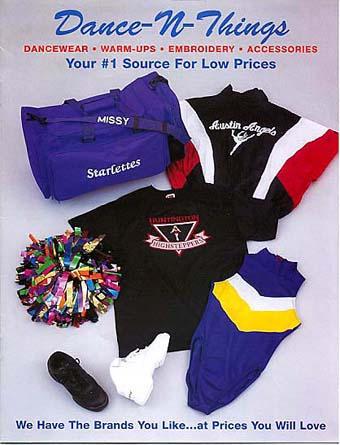 Dance-N-Things
DANCEWEAR • WARM-UPS • EMBROIDERY • ACCESSORIES
Your #1 Source For Low Prices
MISSY
Starlettes
Austin Angels
HUNTINGTON
A
HIGHSTEPPERS
We Have The Brands You Like...at Prices You Will Love